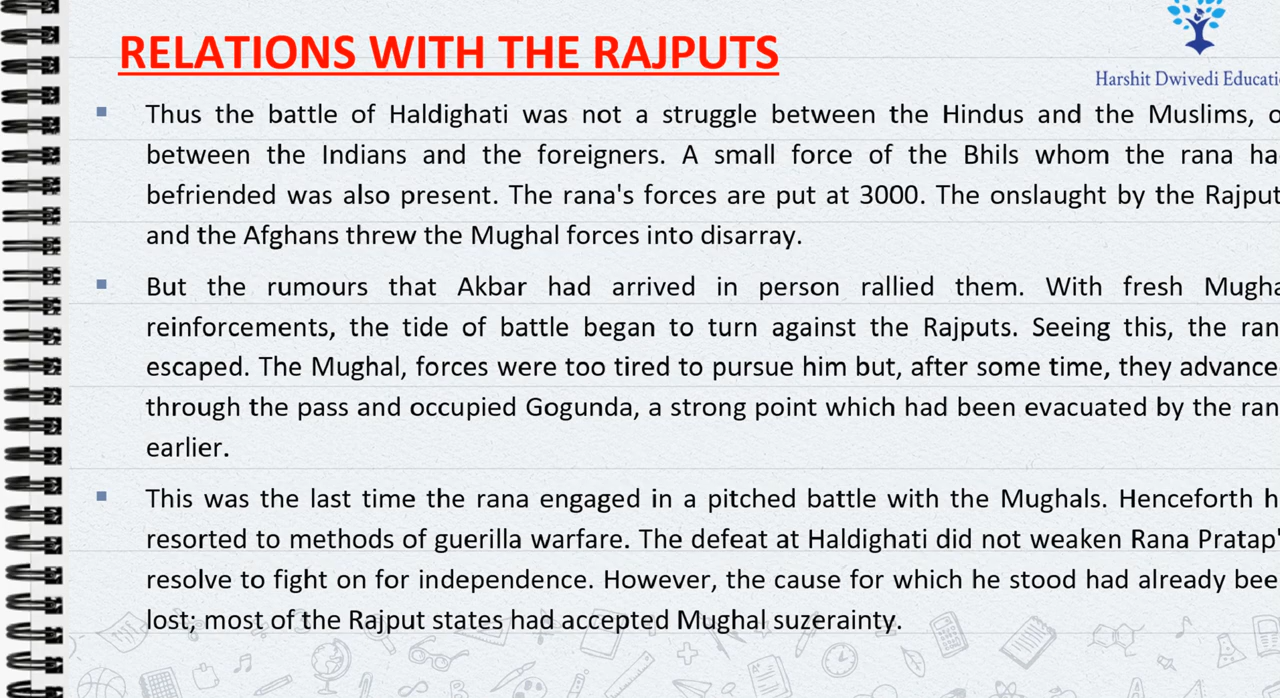 RELATIONS WITH THE RAJPUTS
Harshit Dwivedi Educati
Thus the battle of Haldighati was not a struggle between the Hindus and the Muslims, o
between the Indians and the foreigners. A small force of the Bhils whom the rana ha
befriended was also present. The rana's forces are put at 3000. The onslaught by the Rajput
and the Afghans threw the Mughal forces into disarray.
But the rumours that Akbar had arrived in person rallied them. With fresh Mugha
reinforcements, the tide of battle began to turn against the Rajputs. Seeing this, the ran
escaped. The Mughal, forces were too tired to pursue him but, after some time, they advance
through the pass and occupied Gogunda, a strong point which had been evacuated by the ran
earlier.
This was the last time the rana engaged in a pitched battle with the Mughals. Henceforth h
resorted to methods of guerilla warfare. The defeat at Haldighati did not weaken Rana Pratap'
resolve to fight on for independence. However, the cause for which he stood had already bee
lost; most of the Rajput states had accepted Mughal suzerainty.